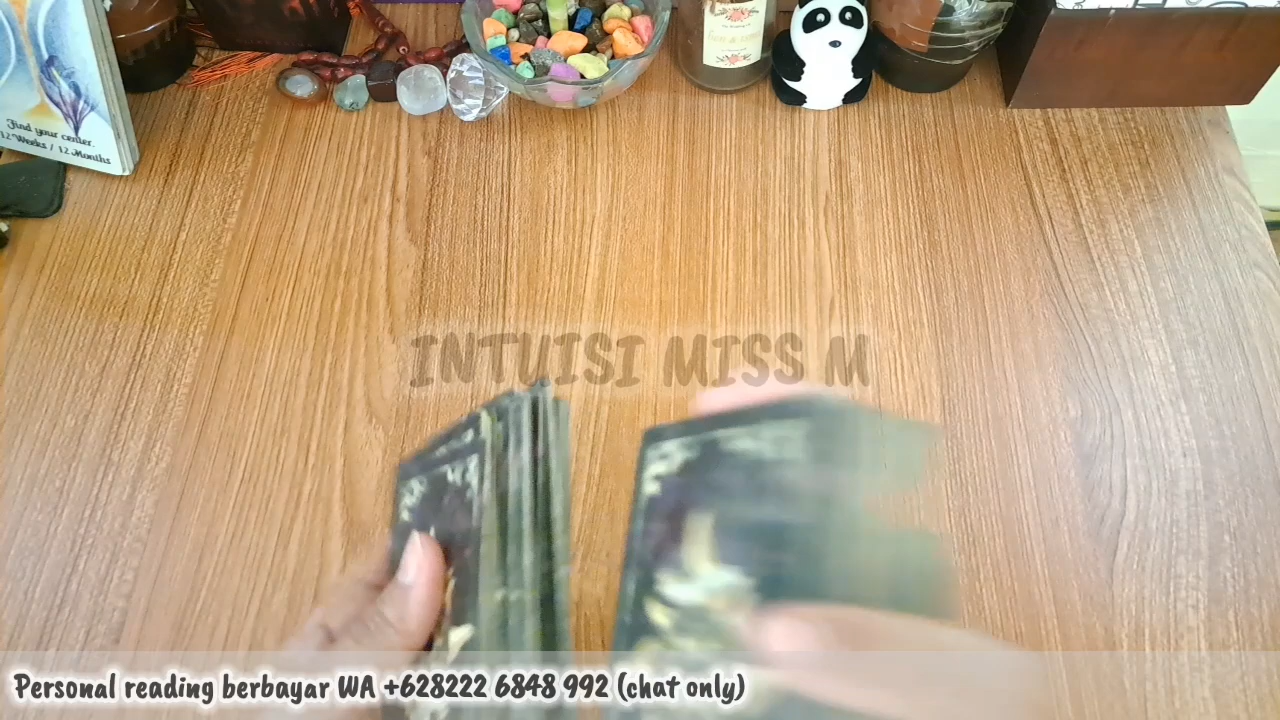 Find your center.
12 Weeks / 12 Months
INTUISI MISS M
Personal reading berbayar WA +628222 6848 992 (chat only)